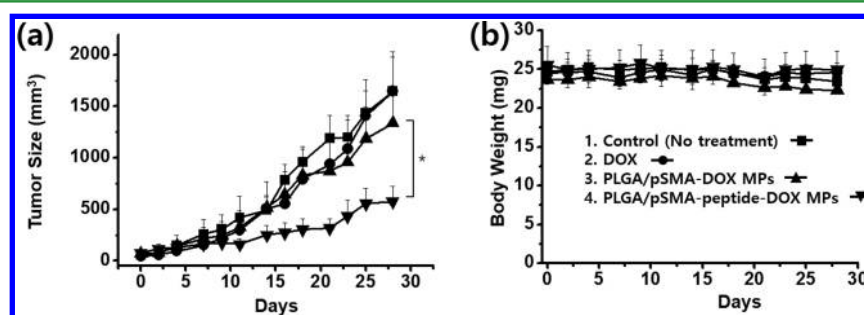 (a)
2000
1500
1000
500
0
Tumor Size (mm³)
*
0 5 10 15 20 25 30
Days
(b)
30
25
20
15
10
5
0
Body Weight (mg)
1. Control (No treatment)
2. DOX
3. PLGA/pSMA-DOX MPs
4. PLGA/pSMA-peptide-DOX MPs
0 5 10 15 20 25 30
Days